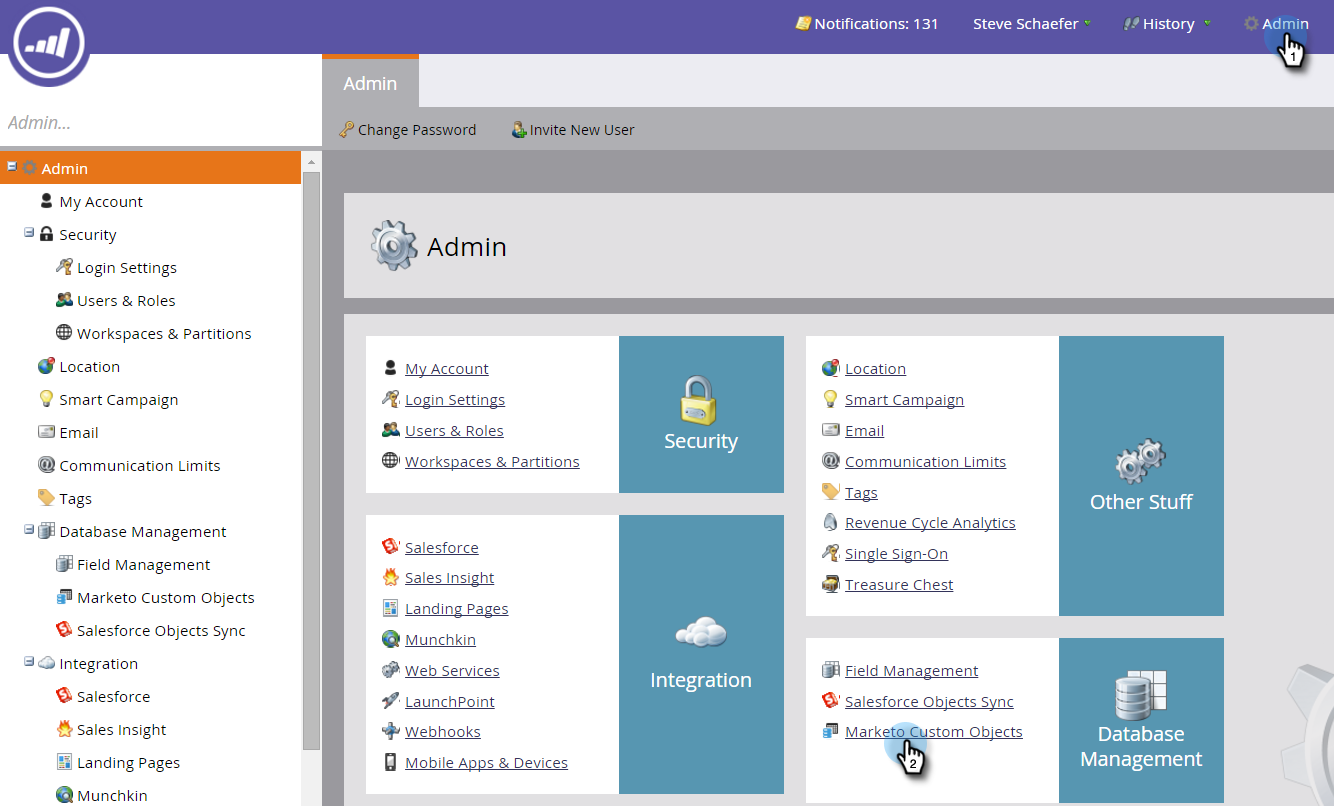 Notifications: 131
Steve Schaefer
History
Admin
1
Admin
Admin...
Change Password
Invite New User
Admin
My Account
Security
Login Settings
Users & Roles
Workspaces & Partitions
Location
Smart Campaign
Email
Communication Limits
Tags
Database Management
Field Management
Marketo Custom Objects
Salesforce Objects Sync
Integration
Salesforce
Sales Insight
Landing Pages
Munchkin
Admin
My Account
Login Settings
Users & Roles
Workspaces & Partitions
Security
Salesforce
Sales Insight
Landing Pages
Munchkin
Web Services
LaunchPoint
Webhooks
Mobile Apps & Devices
Integration
Location
Smart Campaign
Email
Communication Limits
Tags
Revenue Cycle Analytics
Single Sign-On
Treasure Chest
Other Stuff
Field Management
Salesforce Objects Sync
Marketo Custom Objects
2
Database
Management